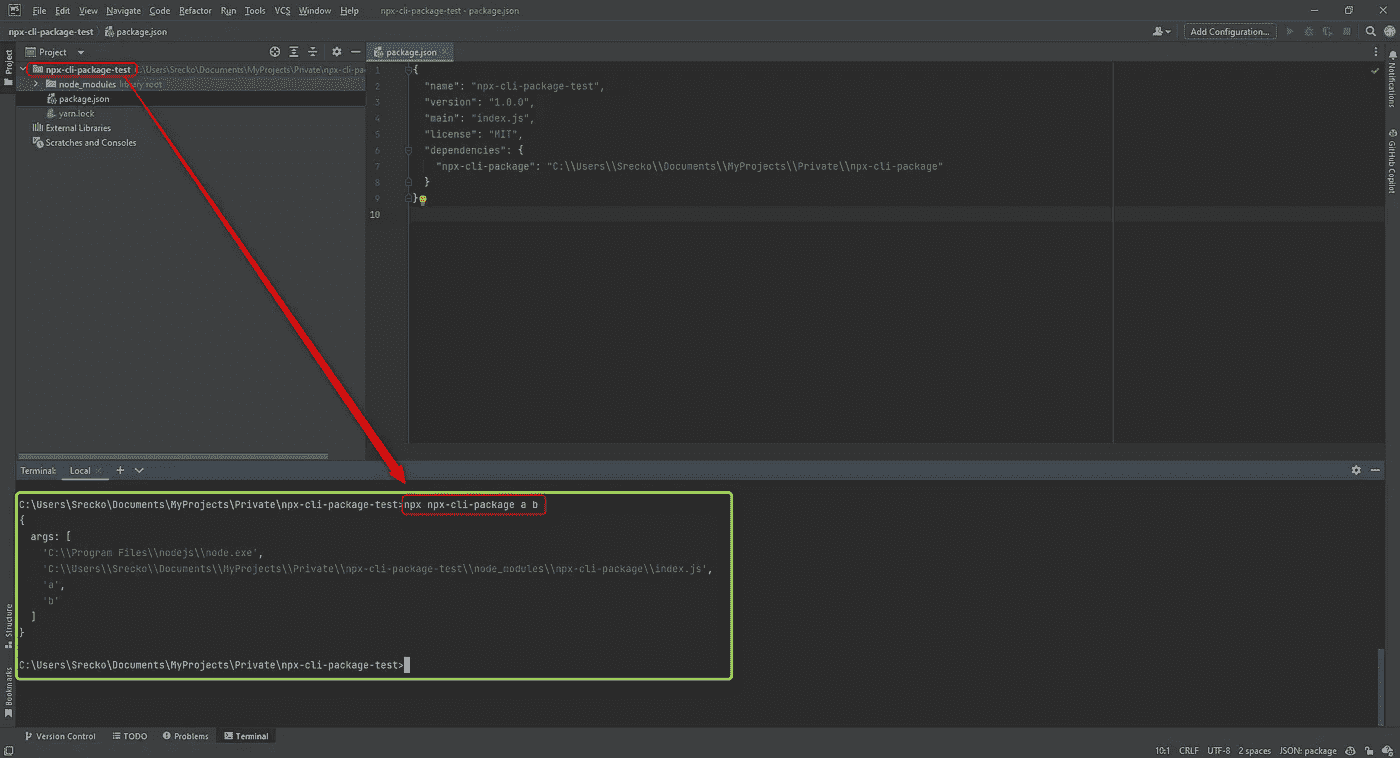 File Edit View Navigate Code Refactor Run Tools VCS Window Help npx-cli-package-test - package.json
npx-cli-package-test package.json
Add Configuration...
Project
Project
package.json
npx-cli-package-test C:\Users\Srecko\Documents\MyProjects\Private\npx-cli-pa
node_modules library root
package.json
yarn.lock
External Libraries
Scratches and Consoles
1 {
2 "name": "npx-cli-package-test",
3 "version": "1.0.0",
4 "main": "index.js",
5 "license": "MIT",
6 "dependencies": {
7 "npx-cli-package": "C:\\Users\\Srecko\\Documents\\MyProjects\\Private\\npx-cli-package"
8 }
9 }
10
Notifications
GitHub Copilot
Terminal: Local
C:\Users\Srecko\Documents\MyProjects\Private\npx-cli-package-test>npx npx-cli-package a b
{
args: [
'C:\\Program Files\\nodejs\\node.exe',
'C:\\Users\\Srecko\\Documents\\MyProjects\\Private\\npx-cli-package-test\\node_modules\\npx-cli-package\\index.js',
'a',
'b'
]
}
C:\Users\Srecko\Documents\MyProjects\Private\npx-cli-package-test>
Structure
Bookmarks
Version Control TODO Problems Terminal
10:1 CRLF UTF-8 2 spaces JSON: package